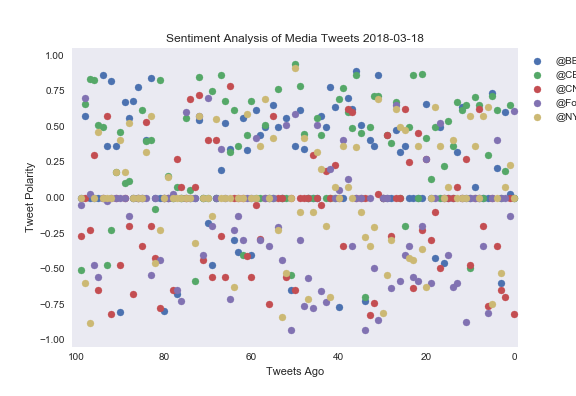 Sentiment Analysis of Media Tweets 2018-03-18
1.00
0.75
0.50
0.25
0.00
−0.25
−0.50
−0.75
−1.00
Tweet Polarity
100
80
60
40
20
0
Tweets Ago
@BE
@CE
@CN
@Fo
@NY